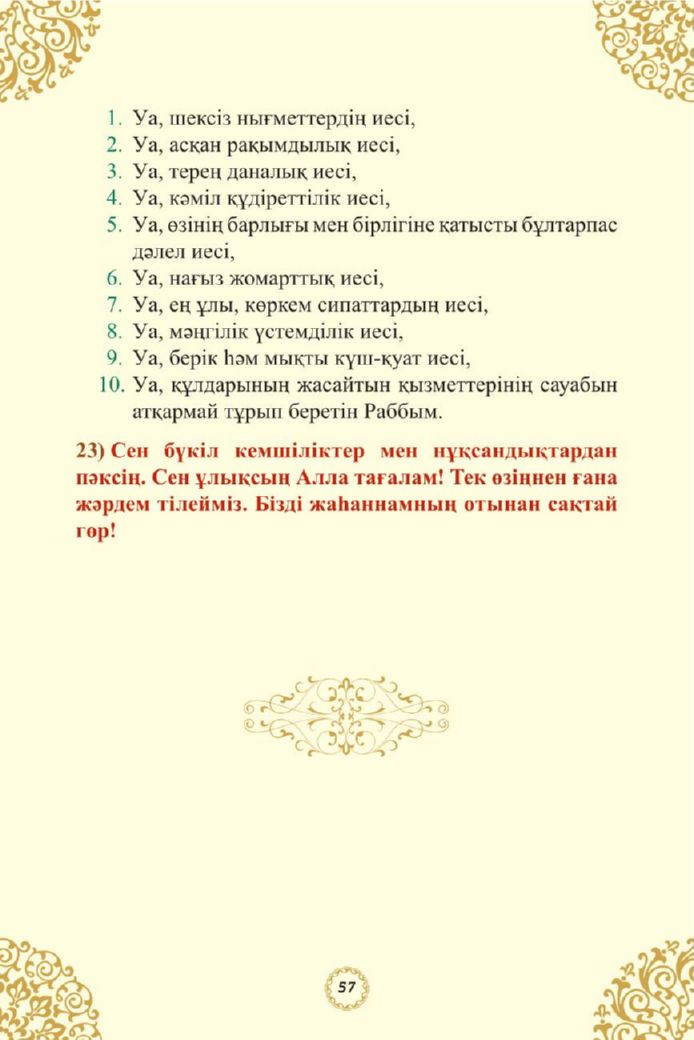 1. Уа, шексіз нығметтердің иесі,
2. Уа, асқан рақымдылық иесі,
3. Уа, терең даналық иесі,
4. Уа, кәміл құдіреттілік иесі,
5. Уа, өзінің барлығы мен бірлігіне қатысты бұлтарпас
дәлел иесі,
6. Уа, нағыз жомарттық иесі,
7. Уа, ең ұлы, көркем сипаттардың иесі,
8. Уа, мәңгілік үстемділік иесі,
9. Уа, берік һәм мықты күш-қуат иесі,
10. Уа, құлдарының жасайтын қызметтерінің сауабын
атқармай тұрып беретін Раббым.
23) Сен бүкіл кемшіліктер мен нұқсандықтардан
пәксің. Сен ұлықсың Алла тағалам! Тек өзіңнен ғана
жәрдем тілейміз. Бізді жаһаннамның отынан сақтай
гөр!
57